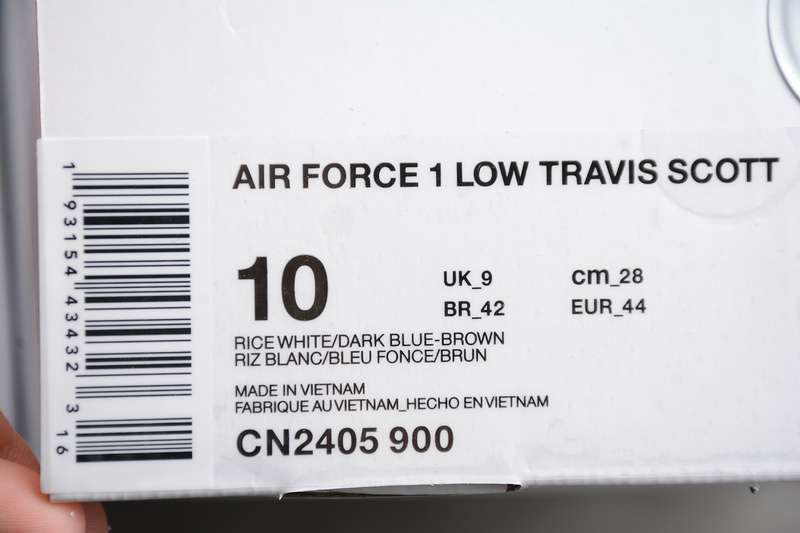 AIR FORCE 1 LOW TRAVIS SCOTT
10
UK_9
cm_28
BR_42
EUR_44
RICE WHITE/DARK BLUE-BROWN
RIZ BLANC/BLEU FONCE/BRUN
MADE IN VIETNAM
FABRIQUE AU VIETNAM_HECHO EN VIETNAM
CN2405 900
1 93154 43432 3 16